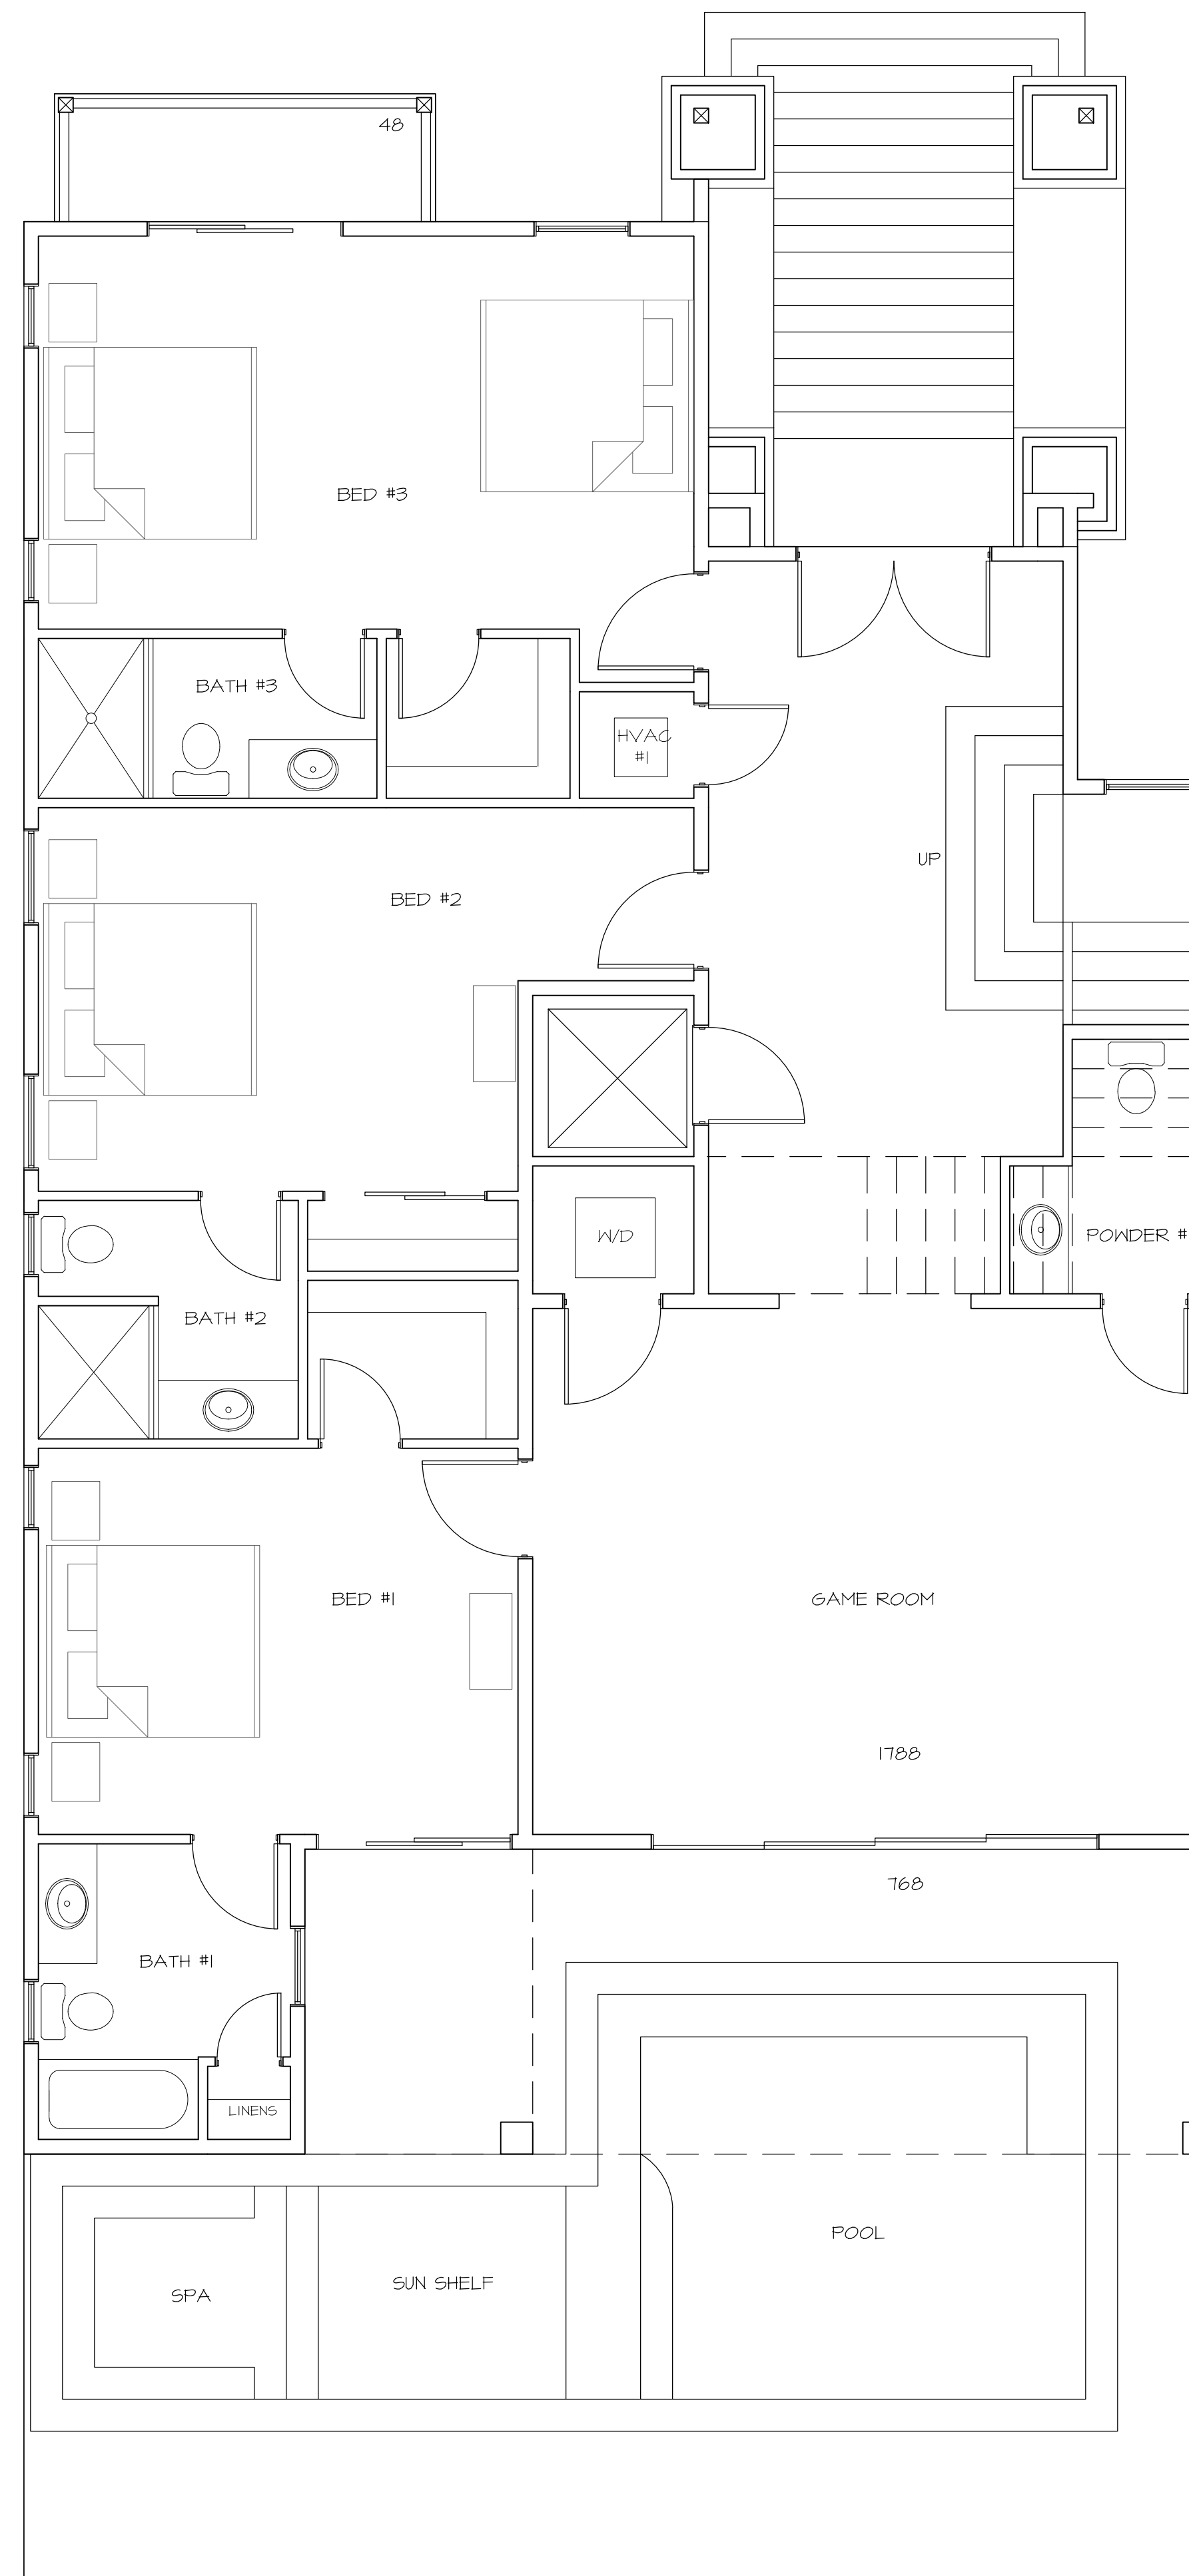 48
BED #3
BATH #3
HVAC
#1
UP
BED #2
W/D
POWDER #
BATH #2
BED #1
GAME ROOM
1788
768
BATH #1
LINENS
POOL
SUN SHELF
SPA